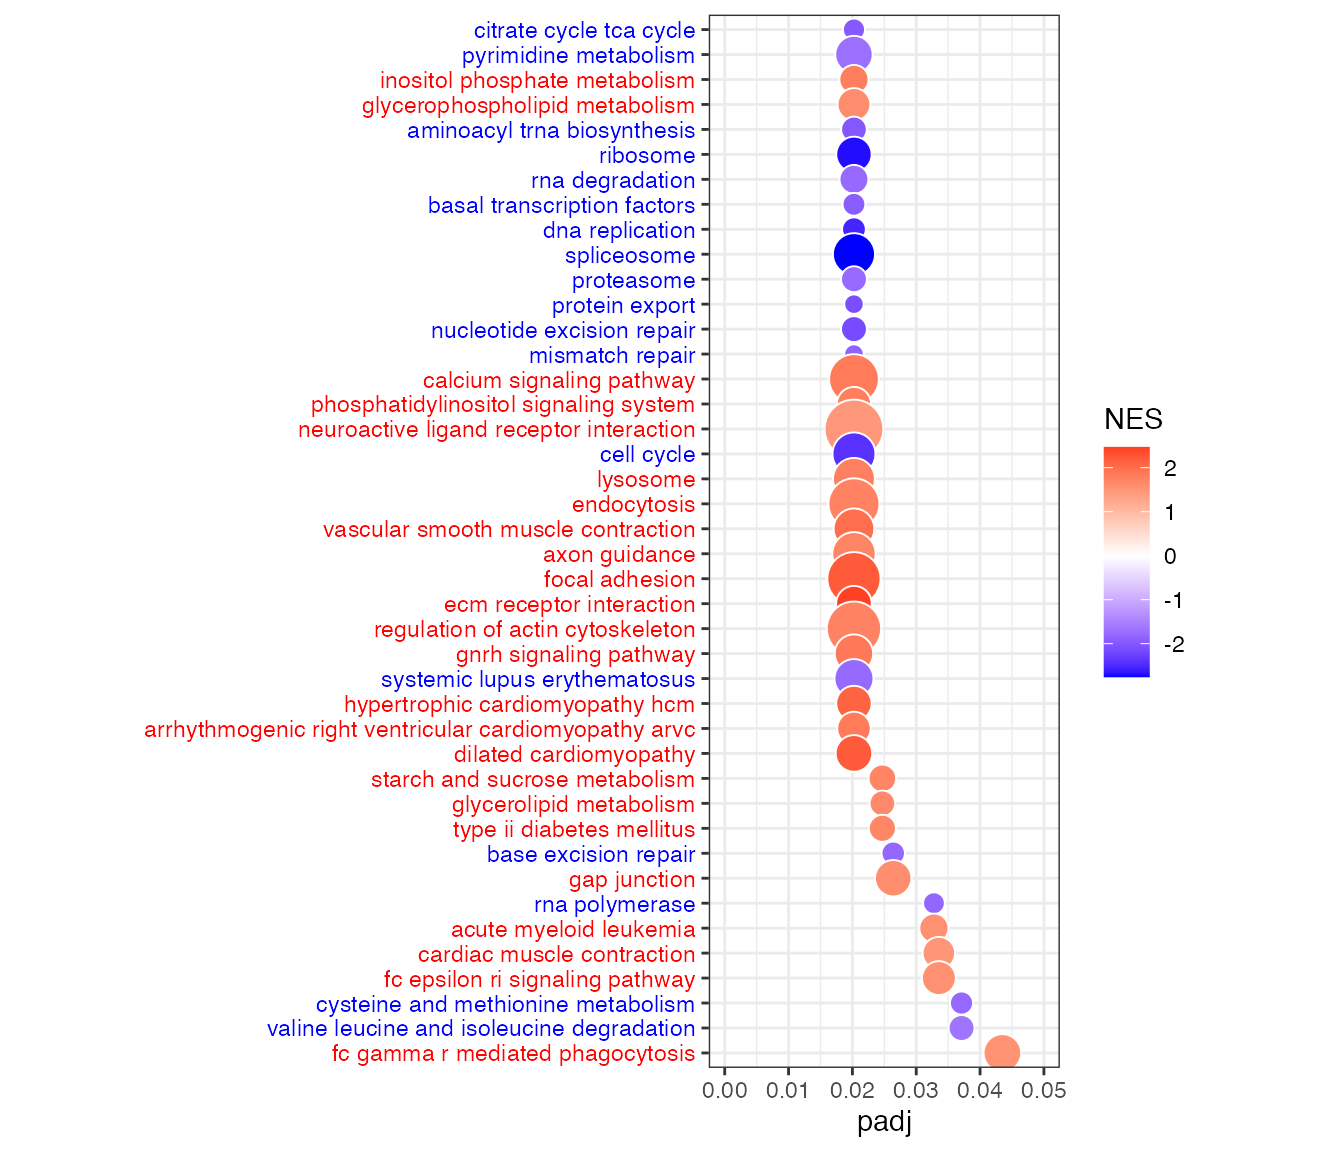 citrate cycle tca cycle
pyrimidine metabolism
inositol phosphate metabolism
glycerophospholipid metabolism
aminoacyl trna biosynthesis
ribosome
rna degradation
basal transcription factors
dna replication
spliceosome
proteasome
protein export
nucleotide excision repair
mismatch repair
calcium signaling pathway
phosphatidylinositol signaling system
neuroactive ligand receptor interaction
cell cycle
lysosome
endocytosis
vascular smooth muscle contraction
axon guidance
focal adhesion
ecm receptor interaction
regulation of actin cytoskeleton
gnrh signaling pathway
systemic lupus erythematosus
hypertrophic cardiomyopathy hcm
arrhythmogenic right ventricular cardiomyopathy arvc
dilated cardiomyopathy
starch and sucrose metabolism
glycerolipid metabolism
type ii diabetes mellitus
base excision repair
gap junction
rna polymerase
acute myeloid leukemia
cardiac muscle contraction
fc epsilon ri signaling pathway
cysteine and methionine metabolism
valine leucine and isoleucine degradation
fc gamma r mediated phagocytosis
0.00 0.01 0.02 0.03 0.04 0.05
padj
NES
2
1
0
-1
-2